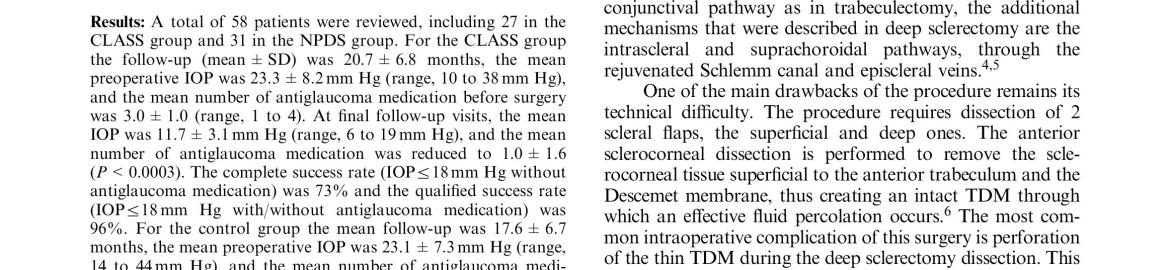 Results: A total of 58 patients were reviewed, including 27 in the
CLASS group and 31 in the NPDS group. For the CLASS group
the follow-up (mean ± SD) was 20.7 ± 6.8 months, the mean
preoperative IOP was 23.3 ± 8.2 mm Hg (range, 10 to 38 mm Hg),
and the mean number of antiglaucoma medication before surgery
was 3.0 ± 1.0 (range, 1 to 4). At final follow-up visits, the mean
IOP was 11.7 ± 3.1 mm Hg (range, 6 to 19 mm Hg), and the mean
number of antiglaucoma medication was reduced to 1.0 ± 1.6
(P < 0.0003). The complete success rate (IOP≤18 mm Hg without
antiglaucoma medication) was 73% and the qualified success rate
(IOP≤18 mm Hg with/without antiglaucoma medication) was
96%. For the control group the mean follow-up was 17.6 ± 6.7
months, the mean preoperative IOP was 23.1 ± 7.3 mm Hg (range,
14 to 44 mm Hg), and the mean number of antiglaucoma medi-
conjunctival pathway as in trabeculectomy, the additional
mechanisms that were described in deep sclerectomy are the
intrascleral and suprachoroidal pathways, through the
rejuvenated Schlemm canal and episcleral veins.4,5
One of the main drawbacks of the procedure remains its
technical difficulty. The procedure requires dissection of 2
scleral flaps, the superficial and deep ones. The anterior
sclerocorneal dissection is performed to remove the scle-
rocorneal tissue superficial to the anterior trabeculum and the
Descemet membrane, thus creating an intact TDM through
which an effective fluid percolation occurs.6 The most com-
mon intraoperative complication of this surgery is perforation
of the thin TDM during the deep sclerectomy dissection. This